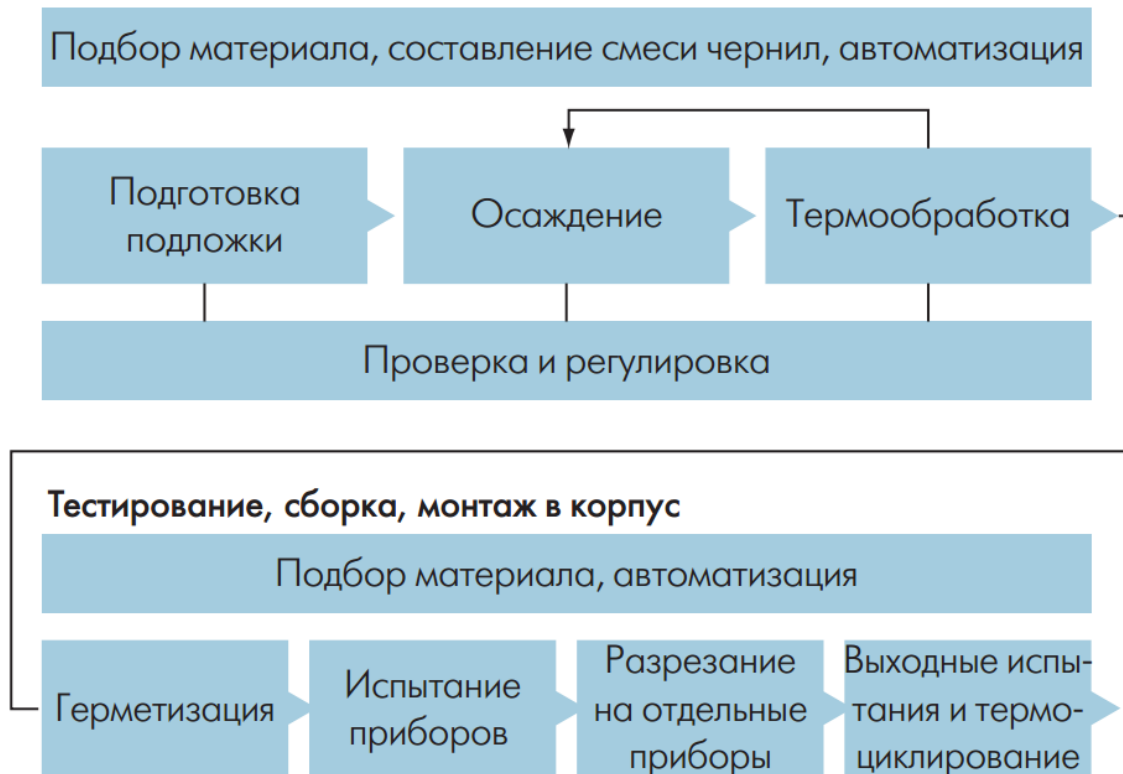 Подбор материала, составление смеси чернил, автоматизация
Подготовка
подложки
Осаждение
Термообработка
Проверка и регулировка
Тестирование, сборка, монтаж в корпус
Подбор материала, автоматизация
Герметизация
Испытание
приборов
Разрезание
на отдельные
приборы
Выходные испы-
тания и термо-
циклирование